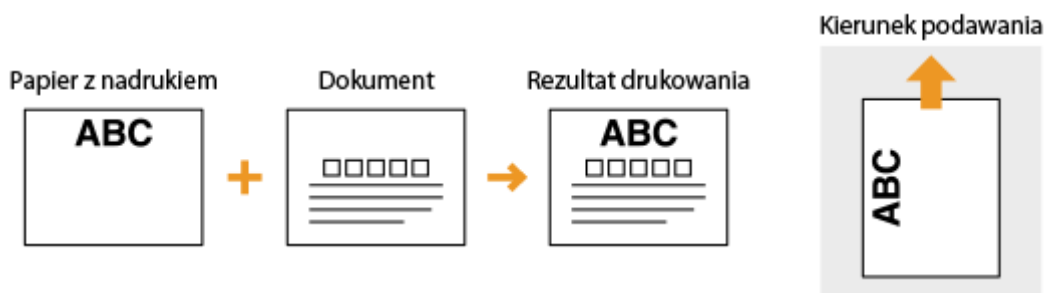 Kierunek podawania
Papier z nadrukiem
Dokument
Rezultat drukowania
ABC
ABC
ABC